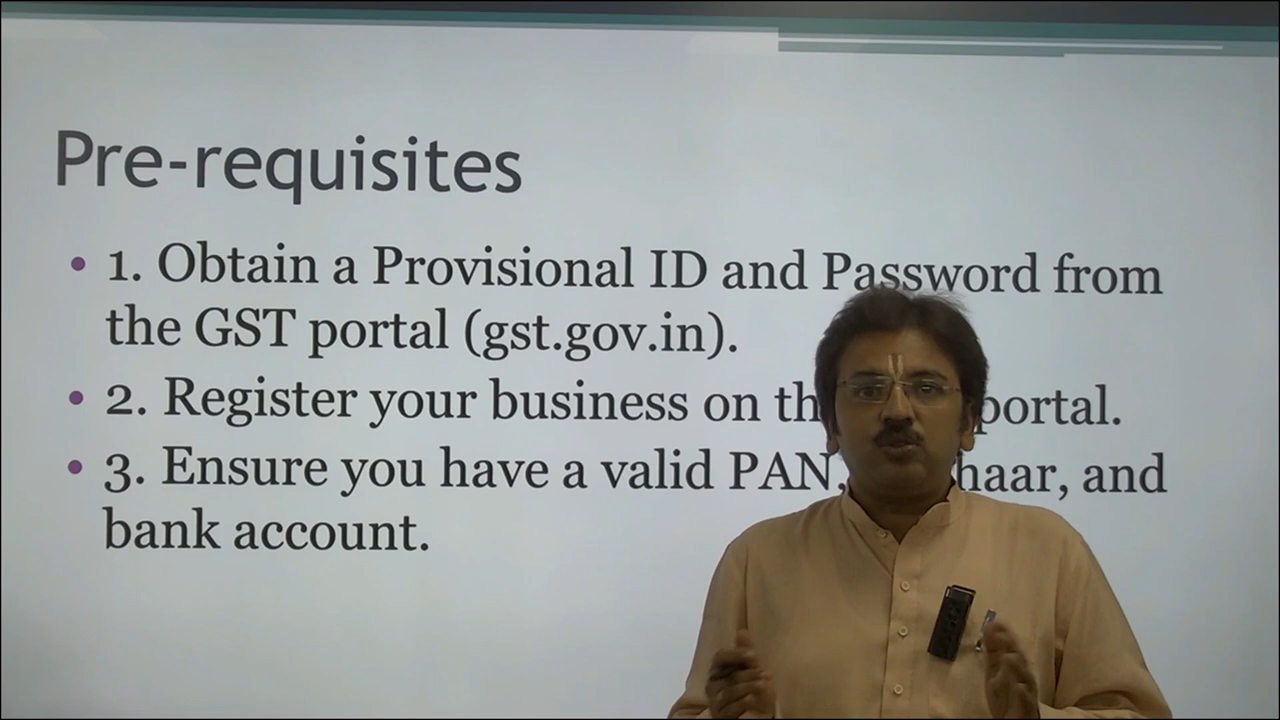 Pre-requisites
• 1. Obtain a Provisional ID and Password from
the GST portal (gst.gov.in).
• 2. Register your business on portal.
• 3. Ensure you have a valid PAN, and
bank account.